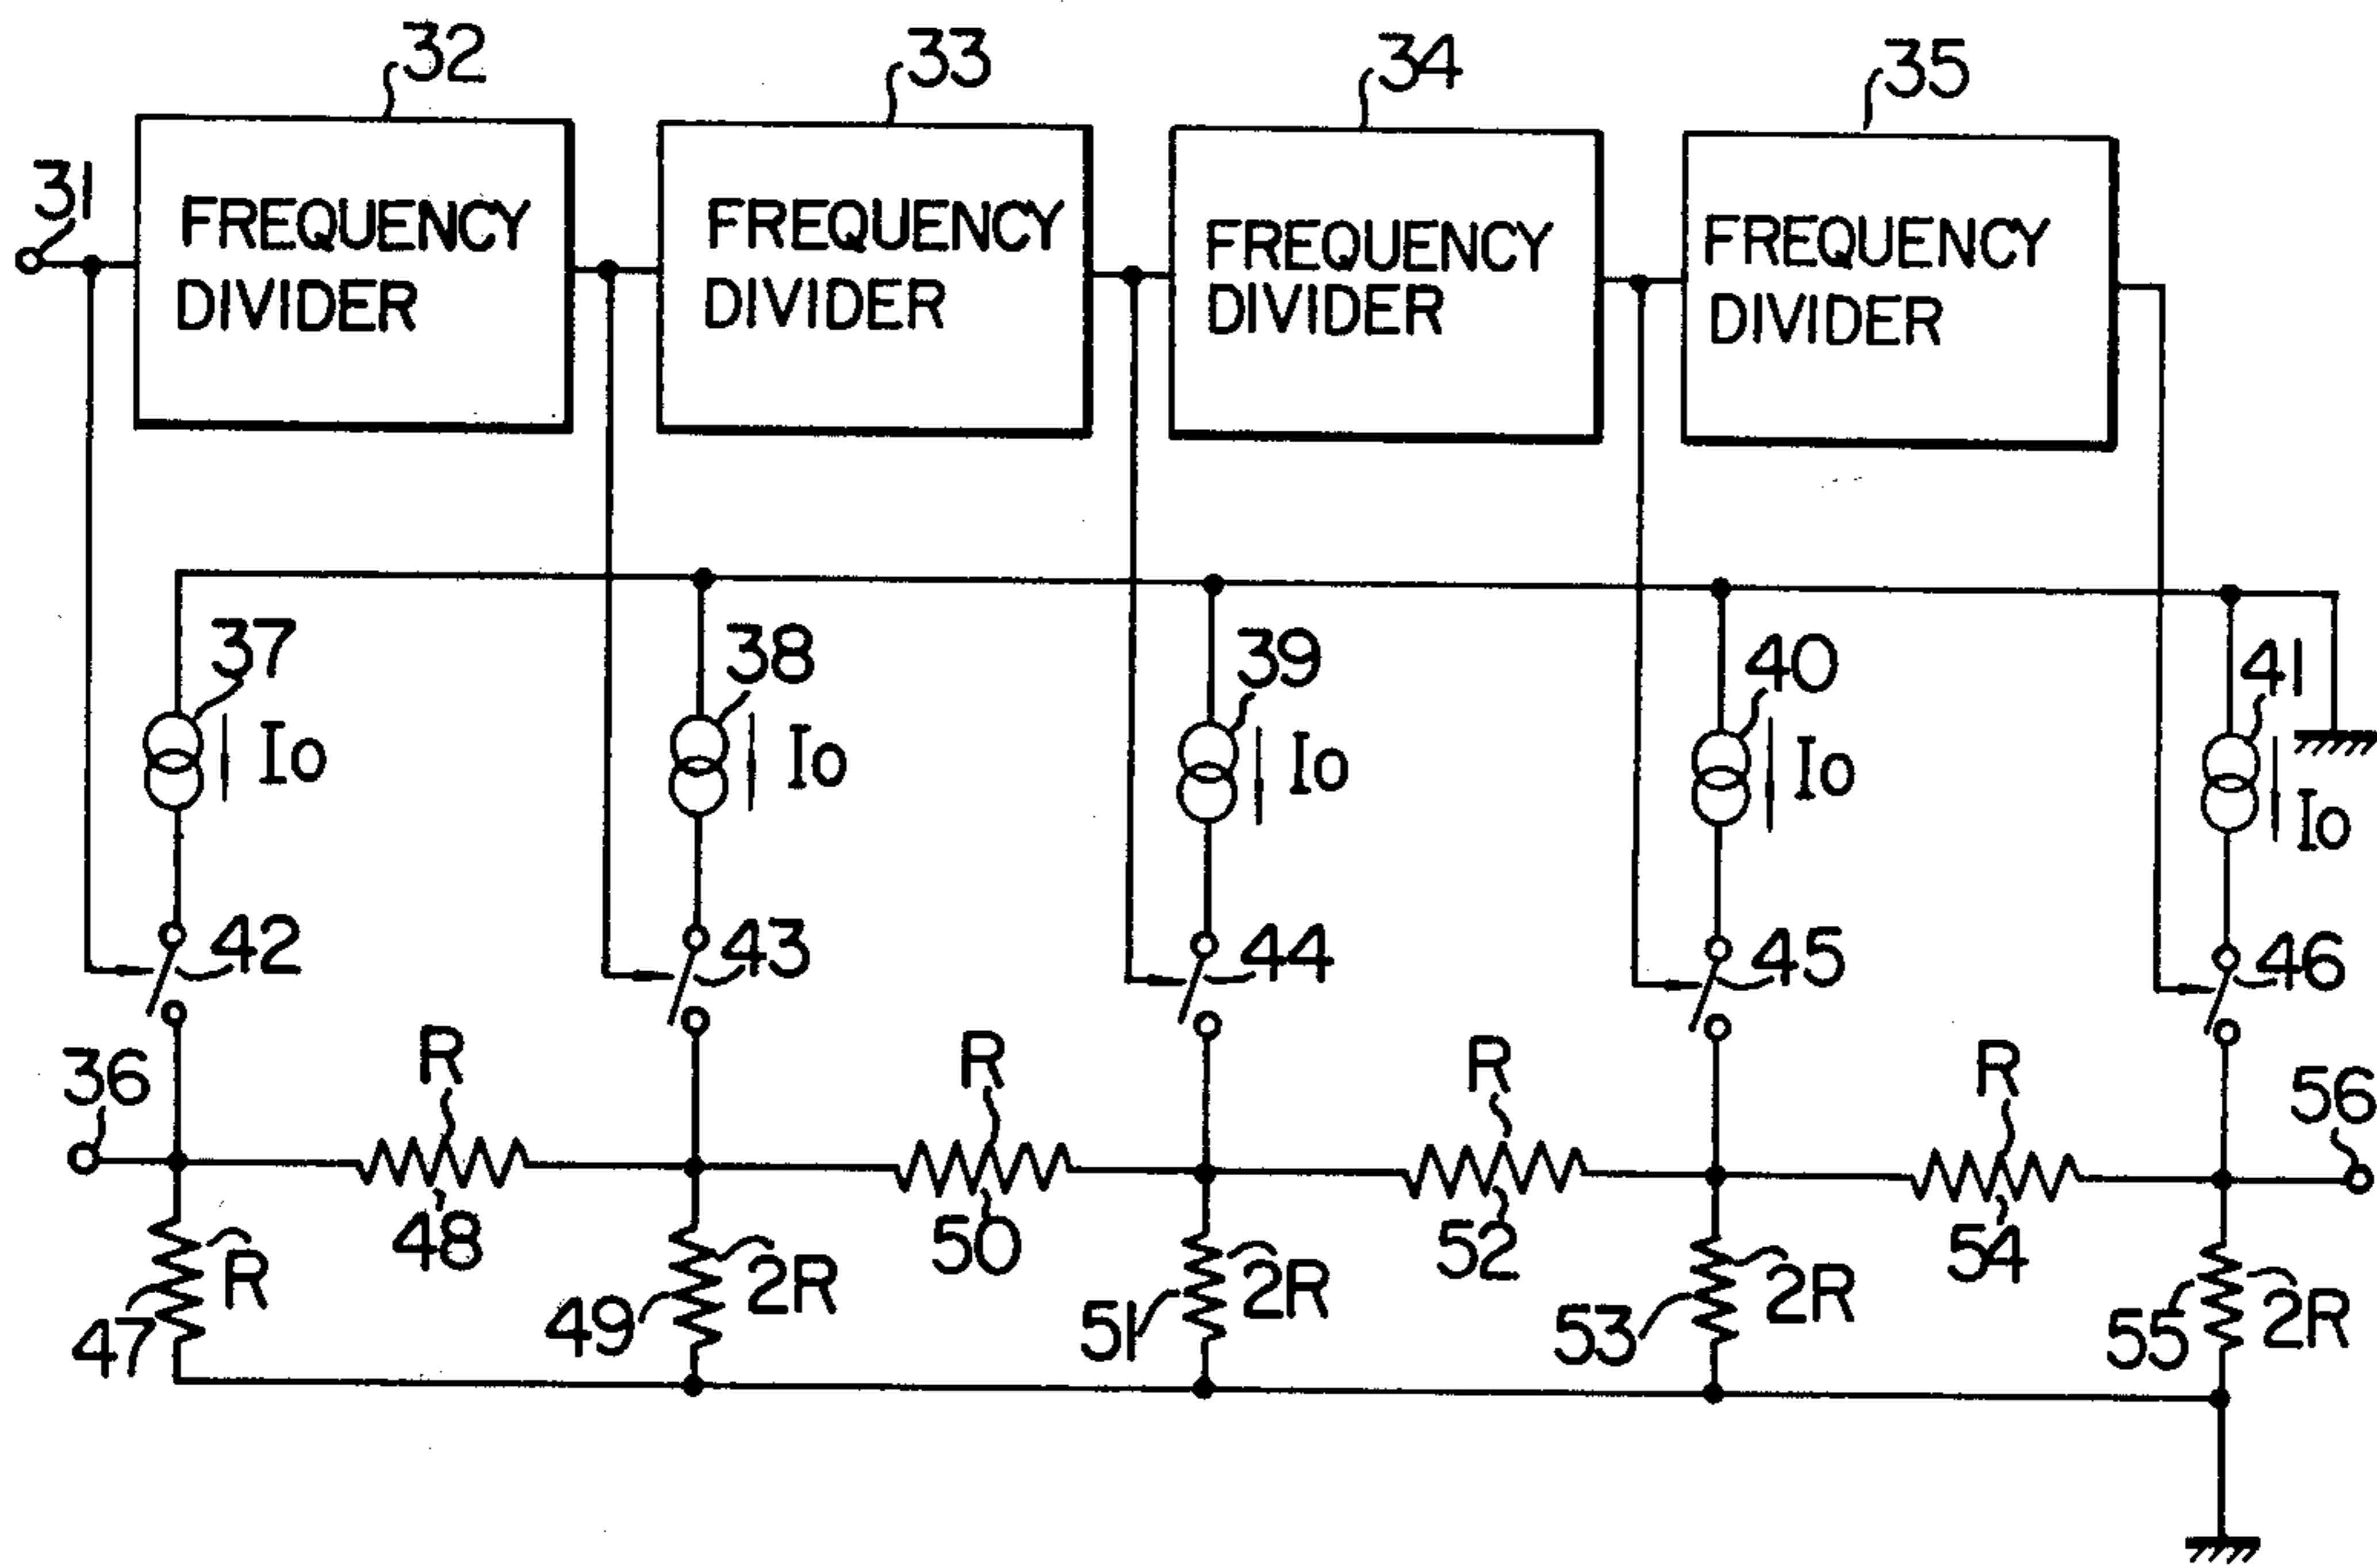 32
33
34
35
31
FREQUENCY
DIVIDER
FREQUENCY
DIVIDER
FREQUENCY
DIVIDER
FREQUENCY
DIVIDER
37
Io
38
Io
39
Io
40
Io
41
Io
42
43
44
45
46
36
R
R
R
R
56
48
50
52
54
47
R
49
2R
51
2R
53
2R
55
2R